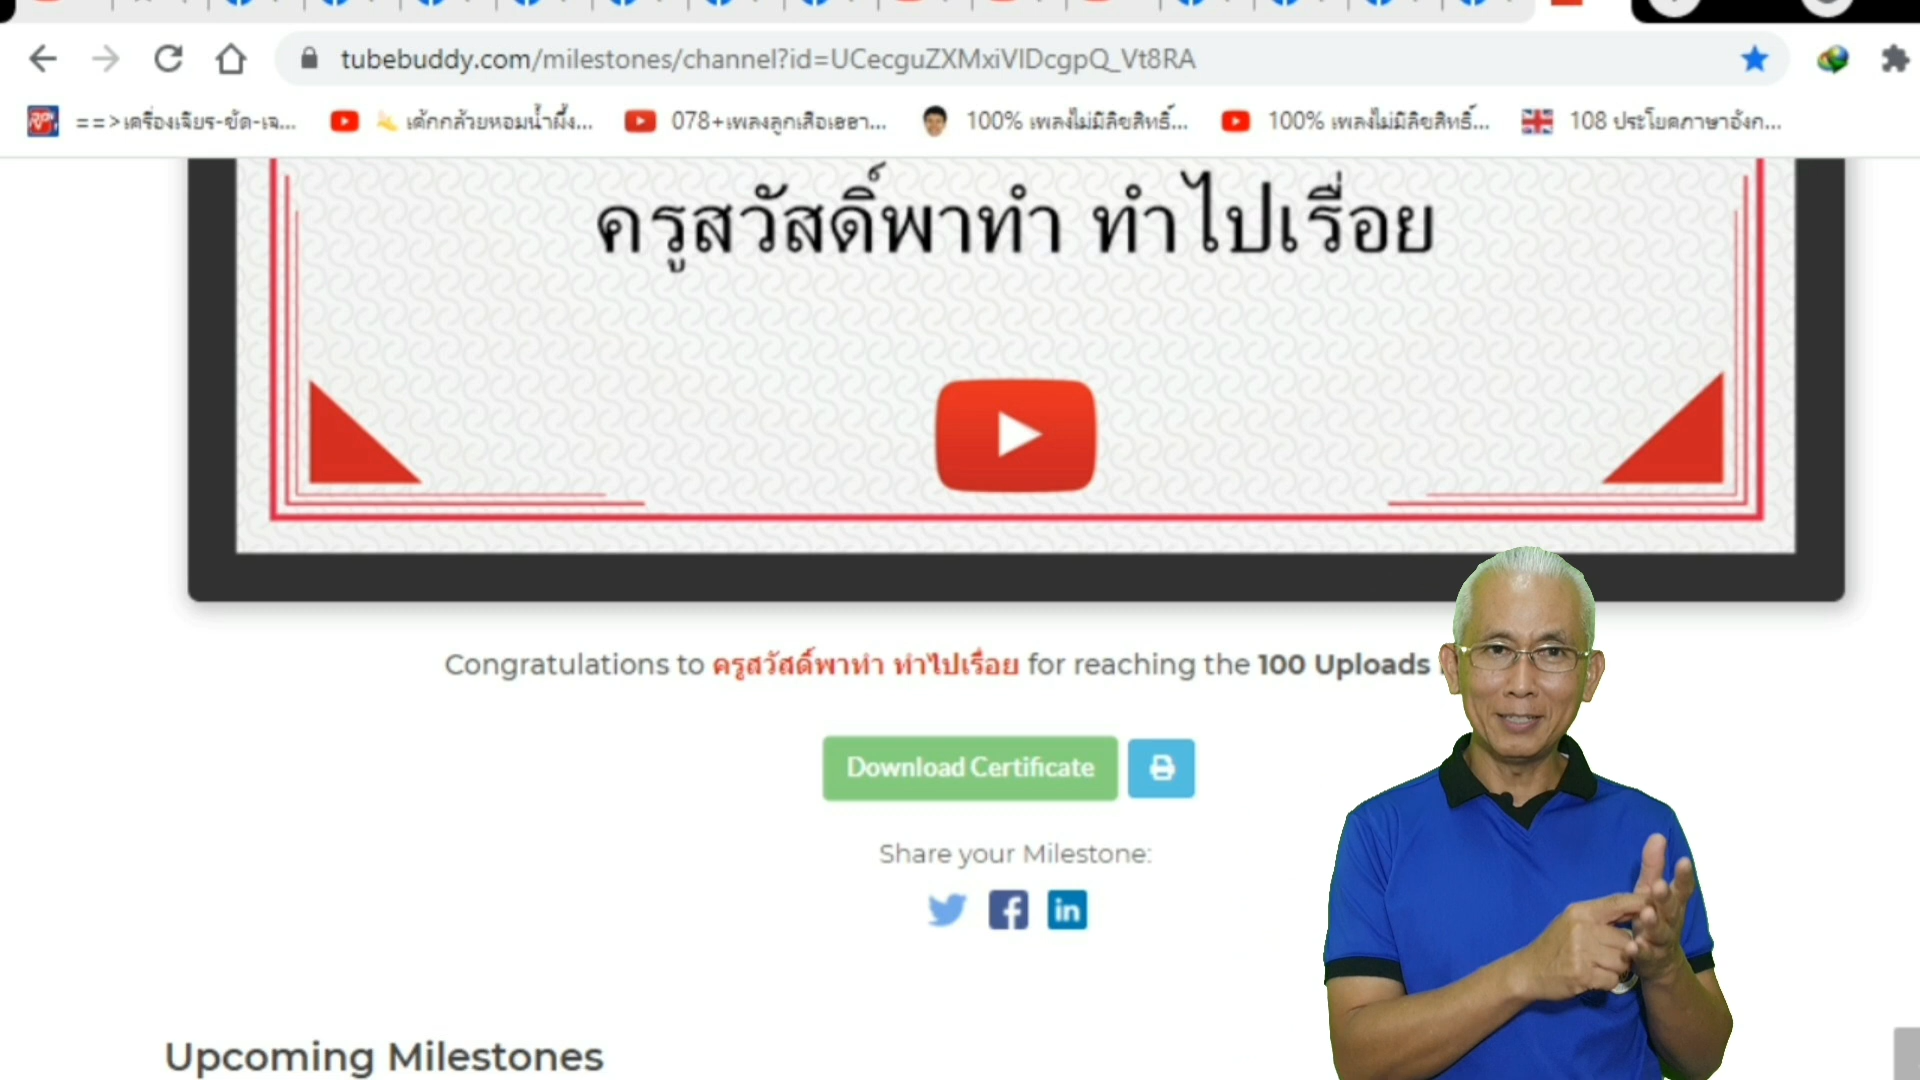 tubebuddy.com/milestones/channel?id=UCecguZXMxiVIDcgpQ_Vt8RA
==>เครื่องเจียร-ขัด-เจ... เค้กกล้วยหอมน้ำผึ้ง... 078+เพลงลูกเสือเฮฮา... 100% เพลงไม่มีลิขสิทธิ์... 100% เพลงไม่มีลิขสิทธิ์... 108 ประโยคภาษาอังก...
ครูสวัสดิ์พาทำ ทำไปเรื่อย
Congratulations to ครูสวัสดิ์พาทำ ทำไปเรื่อย for reaching the 100 Uploads
Download Certificate
Share your Milestone:
Upcoming Milestones